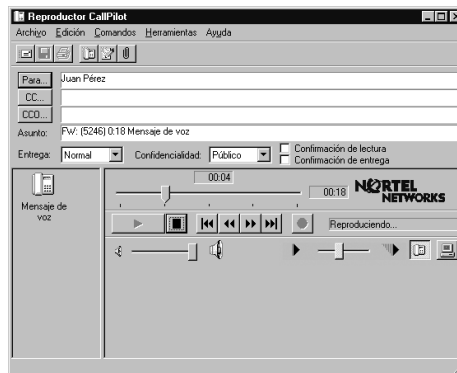 Reproductor CallPilot
Archivo Edición Comandos Herramientas Ayuda
Para... Juan Pérez
CC...
CCO...
Asunto: FW: (5246) 0:18 Mensaje de voz
Entrega: Normal Confidencialidad: Público Confirmación de lectura
Confirmación de entrega
Mensaje de voz
00:04
00:18
NORTEL
NETWORKS
Reproduciendo...